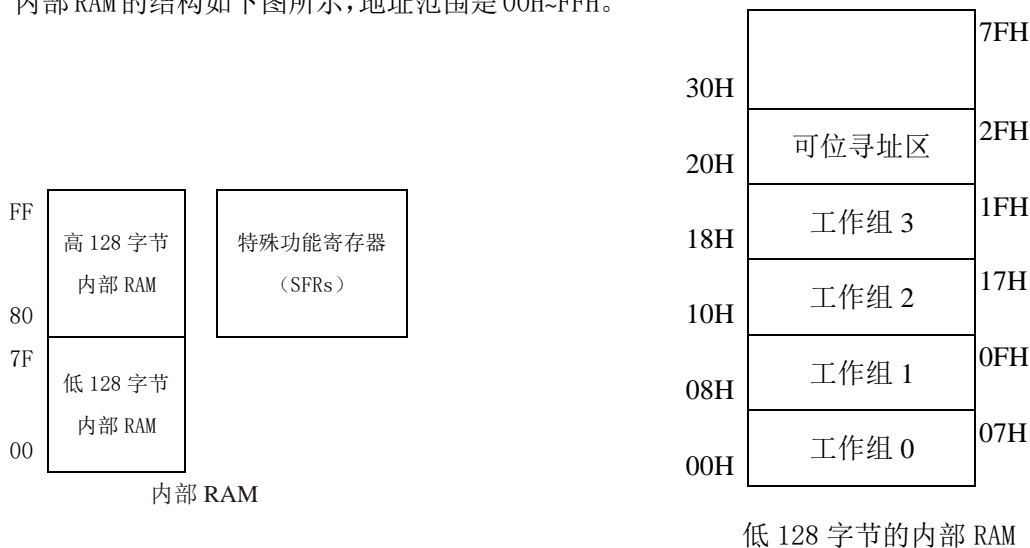 内部RAM的结构如下图所示,地址范围是00H~FFH。
FF
高 128 字节
内部 RAM
80
7F
低 128 字节
内部 RAM
00
特殊功能寄存器
（SFRs）
内部 RAM
7FH
30H
可位寻址区
2FH
20H
工作组 3
1FH
18H
工作组 2
17H
10H
工作组 1
0FH
08H
工作组 0
07H
00H
低 128 字节的内部 RAM